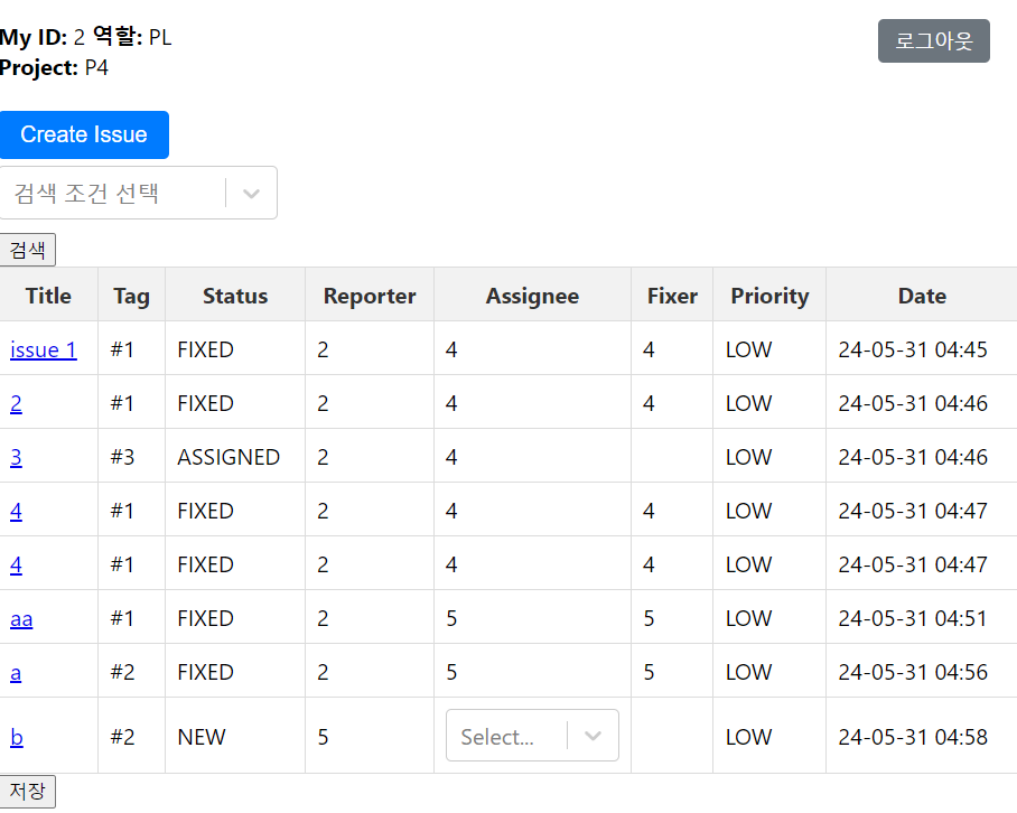 My ID: 2 역할: PL
로그아웃
Project: P4
Create Issue
검색 조건 선택
검색
Title Tag Status Reporter Assignee Fixer Priority Date
issue 1 #1 FIXED 2 4 4 LOW 24-05-31 04:45
2 #1 FIXED 2 4 4 LOW 24-05-31 04:46
3 #3 ASSIGNED 2 4 LOW 24-05-31 04:46
4 #1 FIXED 2 4 4 LOW 24-05-31 04:47
4 #1 FIXED 2 4 4 LOW 24-05-31 04:47
aa #1 FIXED 2 5 5 LOW 24-05-31 04:51
a #2 FIXED 2 5 5 LOW 24-05-31 04:56
b #2 NEW 5 Select... LOW 24-05-31 04:58
저장